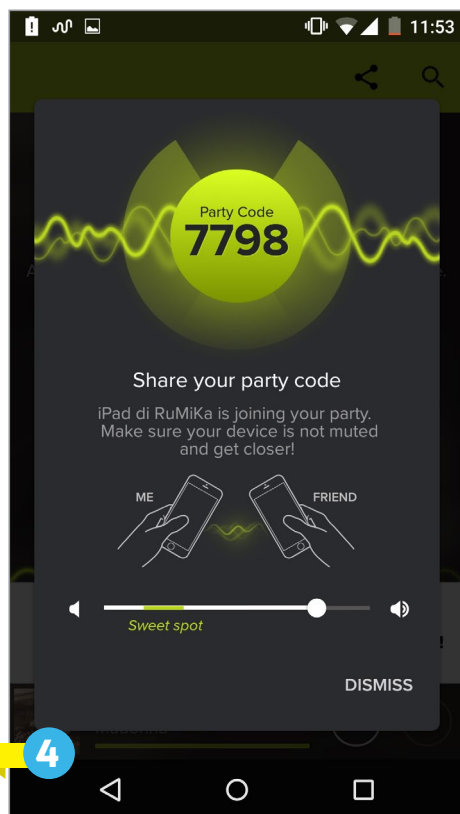 11:53
Party Code
7798
Share your party code
iPad di RuMiKa is joining your party.
Make sure your device is not muted
and get closer!
ME
FRIEND
Sweet spot
DISMISS
4